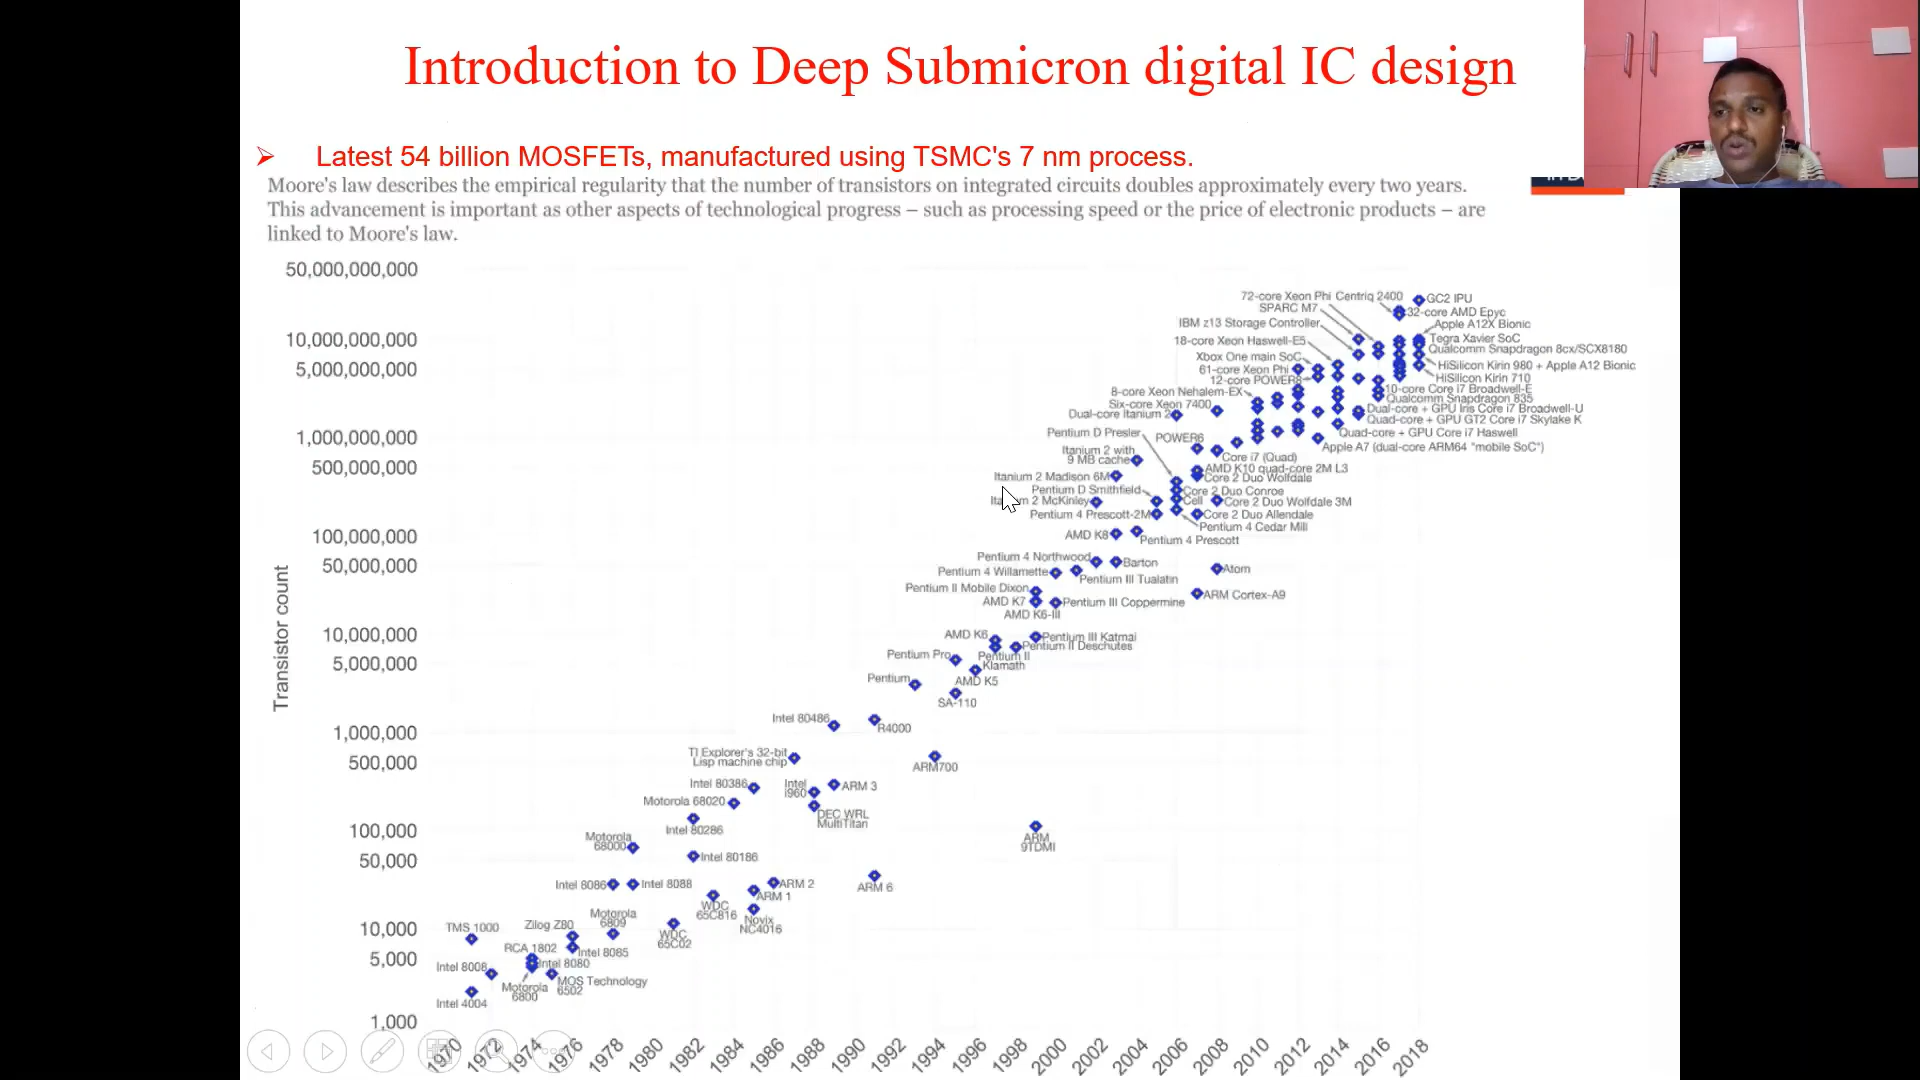 Introduction to Deep Submicron digital IC design
Latest 54 billion MOSFETs, manufactured using TSMC's 7 nm process.
Moore's law describes the empirical regularity that the number of transistors on integrated circuits doubles approximately every two years.
This advancement is important as other aspects of technological progress – such as processing speed or the price of electronic products – are
linked to Moore's law.
50,000,000,000
10,000,000,000
5,000,000,000
1,000,000,000
500,000,000
100,000,000
50,000,000
10,000,000
5,000,000
1,000,000
500,000
100,000
50,000
10,000
5,000
1,000
Transistor count
72-core Xeon Phi
Centriq 2400
GC2 IPU
SPARC M7
32-core AMD Epyc
IBM z13 Storage Controller
Apple A12X Bionic
18-core Xeon Haswell-E5
Tegra Xavier SoC
Qualcomm Snapdragon 8cx/SCX8180
Xbox One main SoC
61-core Xeon Phi
HiSilicon Kirin 980 + Apple A12 Bionic
12-core POWER8
HiSilicon Kirin 710
8-core Xeon Nehalem-EX
10-core Core i7 Broadwell-E
Qualcomm Snapdragon 835
Six-core Xeon 7400
Dual-core + GPU Iris Core i7 Broadwell-U
Dual-core Itanium 2
Quad-core + GPU GT2 Core i7 Skylake K
Pentium D Presler
POWER6
Quad-core + GPU Core i7 Haswell
Apple A7 (dual-core ARM64 "mobile SoC")
Itanium 2 with
9 MB cache
Core i7 (Quad)
AMD K10 quad-core 2M L3
Itanium 2 Madison 6M
Core 2 Duo Wolfdale
Pentium D Smithfield
Core 2 Duo Conroe
2 McKinley
Cell
Core 2 Duo Wolfdale 3M
Pentium 4 Prescott-2M
Core 2 Duo Allendale
Pentium 4 Cedar Mill
AMD K8
Pentium 4 Prescott
Pentium 4 Northwood
Barton
Atom
Pentium 4 Willamette
Pentium III Tualatin
Pentium II Mobile Dixon
ARM Cortex-A9
AMD K7
Pentium III Coppermine
AMD K6-III
AMD K6
Pentium III Katmai
Pentium II Deschutes
Pentium Pro
Pentium II
Klamath
Pentium
AMD K5
SA-110
Intel 80486
R4000
TI Explorer's 32-bit
Lisp machine chip
ARM700
Intel 80386
Intel
i960
ARM 3
Motorola 68020
DEC WRL
MultiTitan
Intel 80286
Motorola
68000
ARM
9TDMI
Intel 80186
Intel 8086
Intel 8088
ARM 2
ARM 1
ARM 6
WDC
65C816
Novix
NC4016
Motorola
6809
TMS 1000
Zilog Z80
WDC
65C02
RCA 1802
Intel 8085
Intel 8008
Intel 8080
Motorola
6800
MOS Technology
6502
Intel 4004
1970 1972 1974 1976 1978 1980 1982 1984 1986 1988 1990 1992 1994 1996 1998 2000 2002 2004 2006 2008 2010 2012 2014 2016 2018